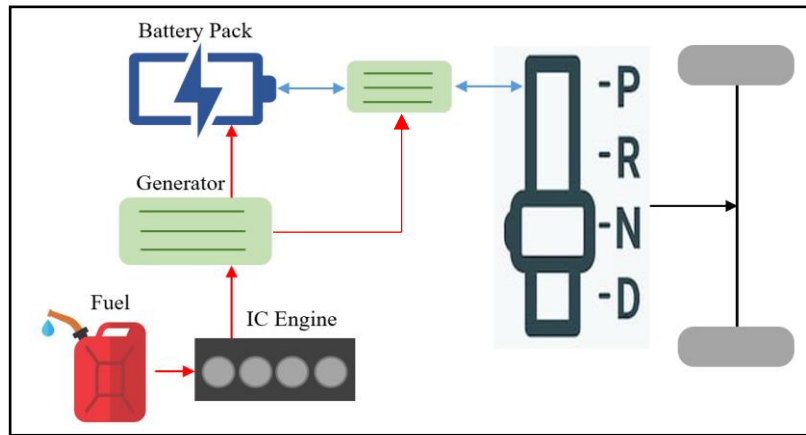 Battery Pack
-P
-R
Generator
-N
-D
Fuel
IC Engine